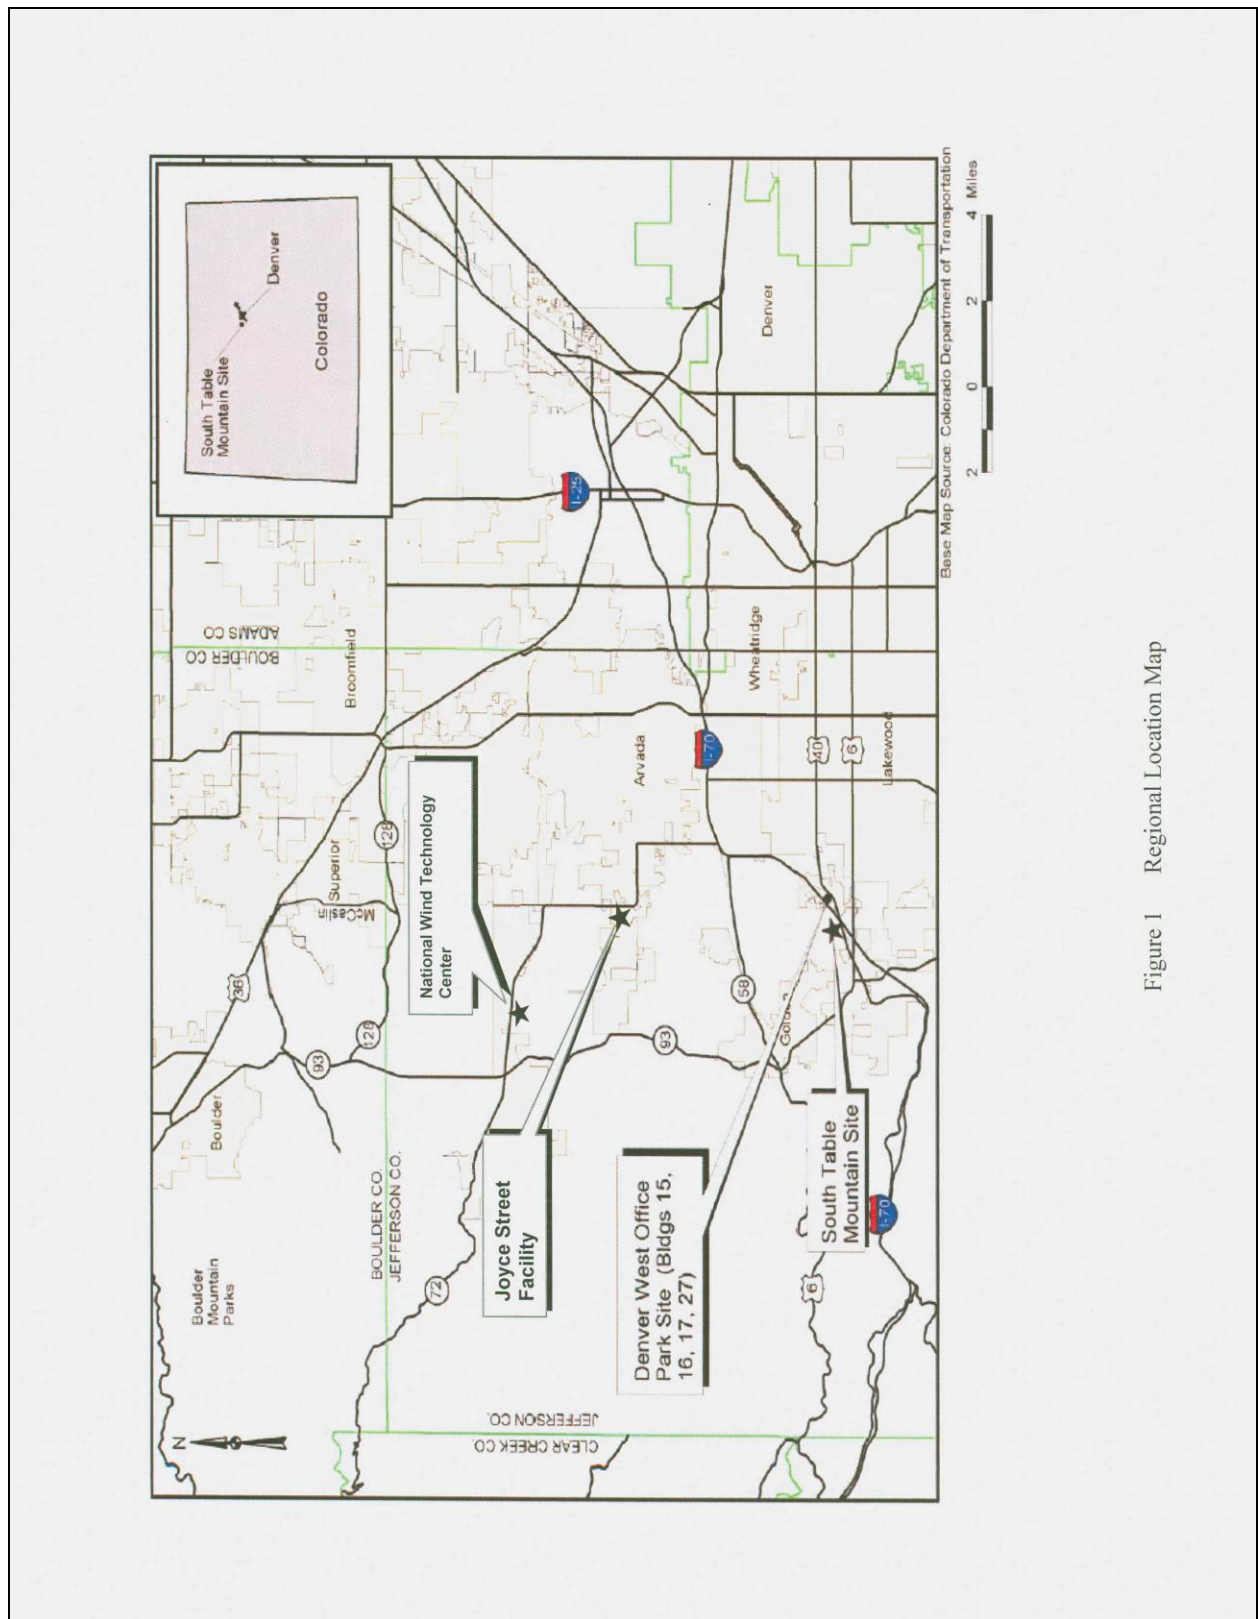 N
Boulder
Mountain
Parks
Boulder
36
93
128
McCaslin
Superior
128
Broomfield
BOULDER CO
ADAMS CO
South Table
Mountain Site
Denver
Colorado
BOULDER CO.
JEFFERSON CO.
72
National Wind Technology
Center
JEFFERSON CO.
CLEAR CREEK CO.
Joyce Street
Facility
I-25
Arvada
93
Denver West Office
Park Site (Bldgs 15,
16, 17, 27)
I-70
58
Wheatridge
Denver
Golden
40
6
6
South Table
Mountain Site
Lakewood
I-70
Base Map Source: Colorado Department of Transportation
2 0 2 4 Miles
Figure 1 Regional Location Map